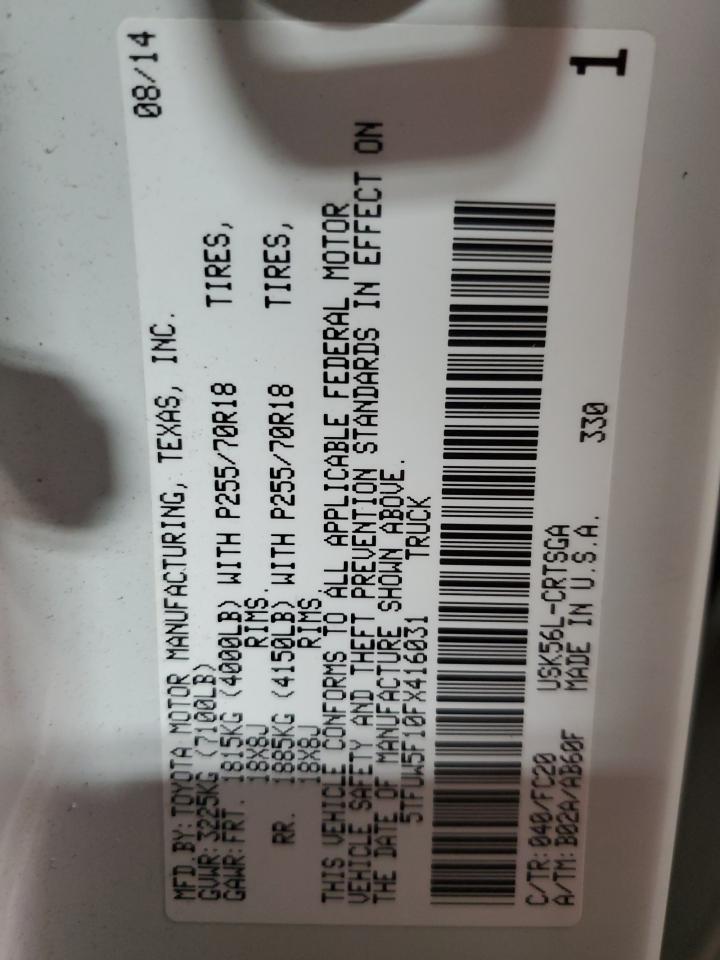 MFD. BY: TOYOTA MOTOR MANUFACTURING, TEXAS, INC. 08/14
GVWR: 3225KG (7100LB)
GAWR: FRT. 1815KG (4000LB) WITH P255/70R18 TIRES,
18X8J RIMS.
RR. 1885KG (4150LB) WITH P255/70R18 TIRES,
18X8J RIMS.
THIS VEHICLE CONFORMS TO ALL APPLICABLE FEDERAL MOTOR
VEHICLE SAFETY AND THEFT PREVENTION STANDARDS IN EFFECT ON
THE DATE OF MANUFACTURE SHOWN ABOVE.
5TFUW5F10FX416031 TRUCK
C/TR: 040/FC20 USK56L-CRTSGA
A/TM: B02A/AB60F MADE IN U.S.A. 330
1